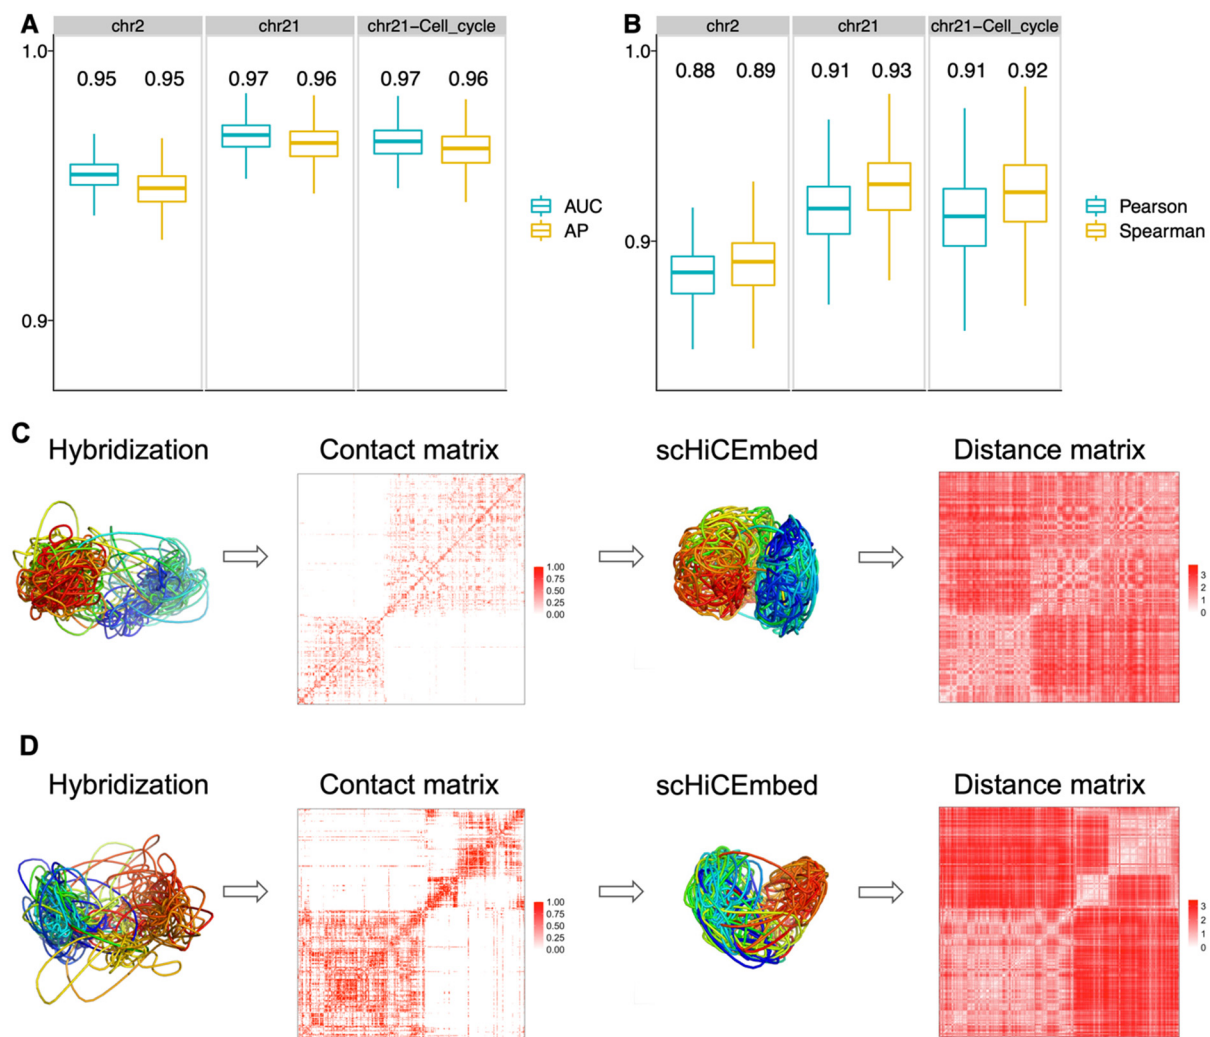 A
chr2 chr21 chr21-Cell_cycle
1.0
0.95 0.95 0.97 0.96 0.97 0.96
AUC
AP
0.9
B
chr2 chr21 chr21-Cell_cycle
1.0
0.88 0.89 0.91 0.93 0.91 0.92
Pearson
Spearman
0.9
C
Hybridization Contact matrix scHiCEmbed Distance matrix
1.00
0.75
0.50
0.25
0.00
3
2
1
0
D
Hybridization Contact matrix scHiCEmbed Distance matrix
1.00
0.75
0.50
0.25
0.00
3
2
1
0